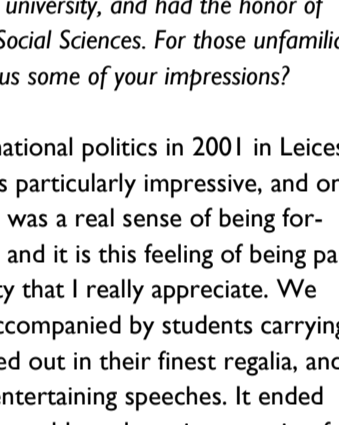 university, and had the honor of
Social Sciences. For those unfamilia
us some of your impressions?
national politics in 2001 in Leices
s particularly impressive, and on
was a real sense of being for-
and it is this feeling of being pa
ty that I really appreciate. We
ccompanied by students carrying
ed out in their finest regalia, and
entertaining speeches. It ended